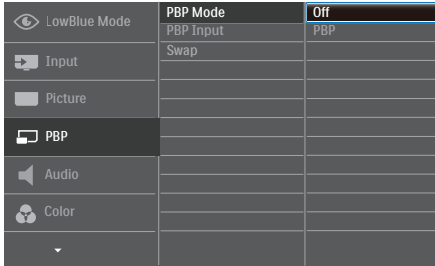 LowBlue Mode
Input
Picture
PBP
Audio
Color
PBP Mode
PBP Input
Swap
Off
PBP